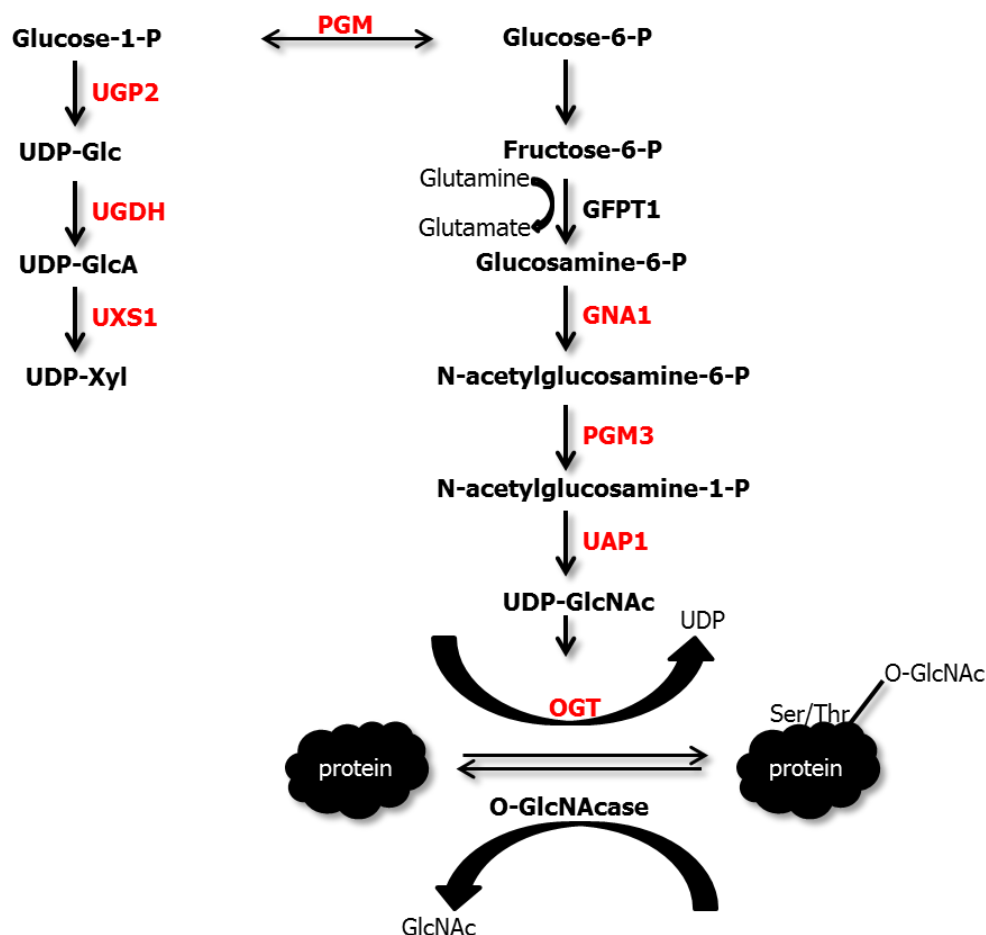 Glucose-1-P
PGM
Glucose-6-P
UGP2
UDP-Glc
Fructose-6-P
Glutamine
UGDH
GFPT1
Glutamate
UDP-GlcA
Glucosamine-6-P
UXS1
GNA1
UDP-Xyl
N-acetylglucosamine-6-P
PGM3
N-acetylglucosamine-1-P
UAP1
UDP-GlcNAc
UDP
O-GlcNAc
OGT
Ser/Thr
protein
protein
O-GlcNAcase
GlcNAc